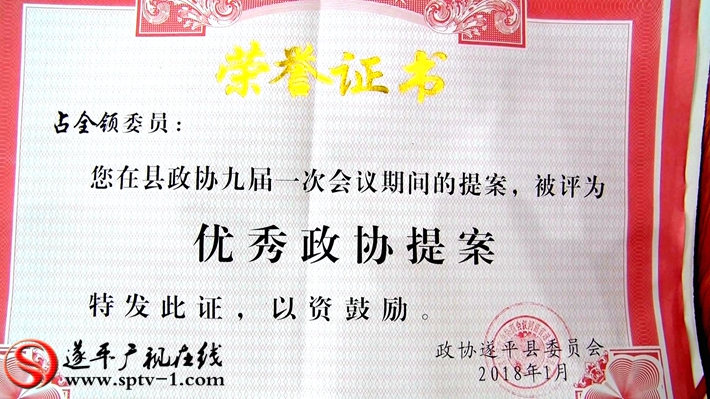 荣誉证书
占全领委员：
您在县政协九届一次会议期间的提案，被评为
优秀政协提案
特发此证，以资鼓励。
政协遂平县委员会
2018年1月
遂平广视在线
www.sptv-1.com